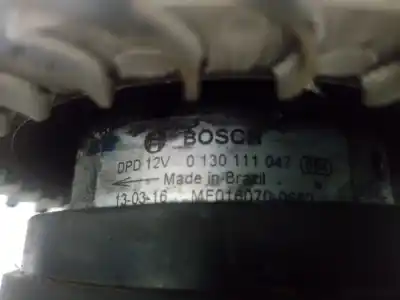 BOSCH
DPD 12V 0 130 111 047
Made in Brazil
13-03-16